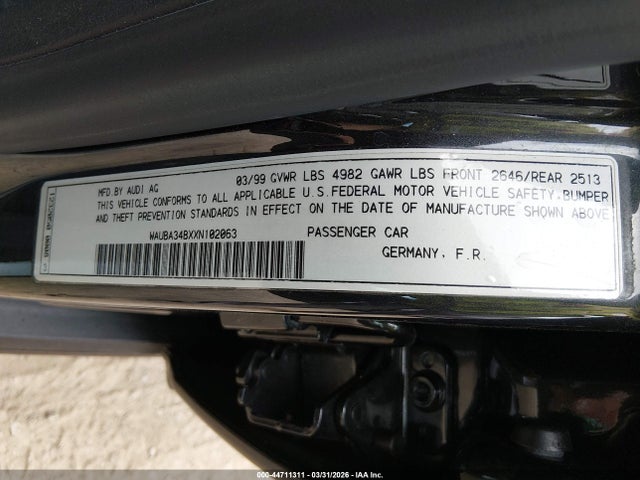 MFD.BY AUDI AG 03/99 GVWR LBS 4982 GAWR LBS FRONT 2646/REAR 2513
THIS VEHICLE CONFORMS TO ALL APPLICABLE U.S.FEDERAL MOTOR VEHICLE SAFETY, BUMPER
AND THEFT PREVENTION STANDARDS IN EFFECT ON THE DATE OF MANUFACTURE SHOWN ABOVE
WAUBA34BXXN102063 PASSENGER CAR
GERMANY, F.R.
000-44711311 - 03/31/2026 - IAA Inc.